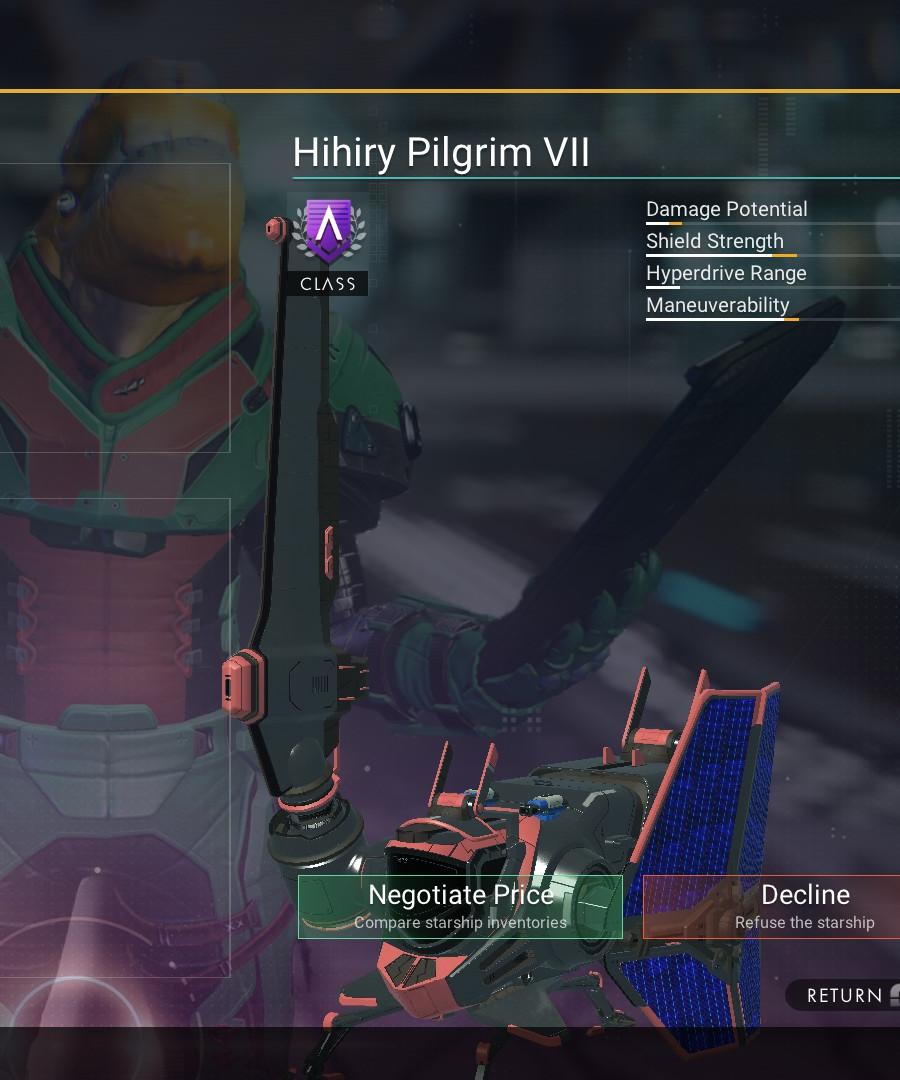 Hihiry Pilgrim VII
CLASS
Damage Potential
Shield Strength
Hyperdrive Range
Maneuverability
Negotiate Price
Compare starship inventories
Decline
Refuse the starship
RETURN